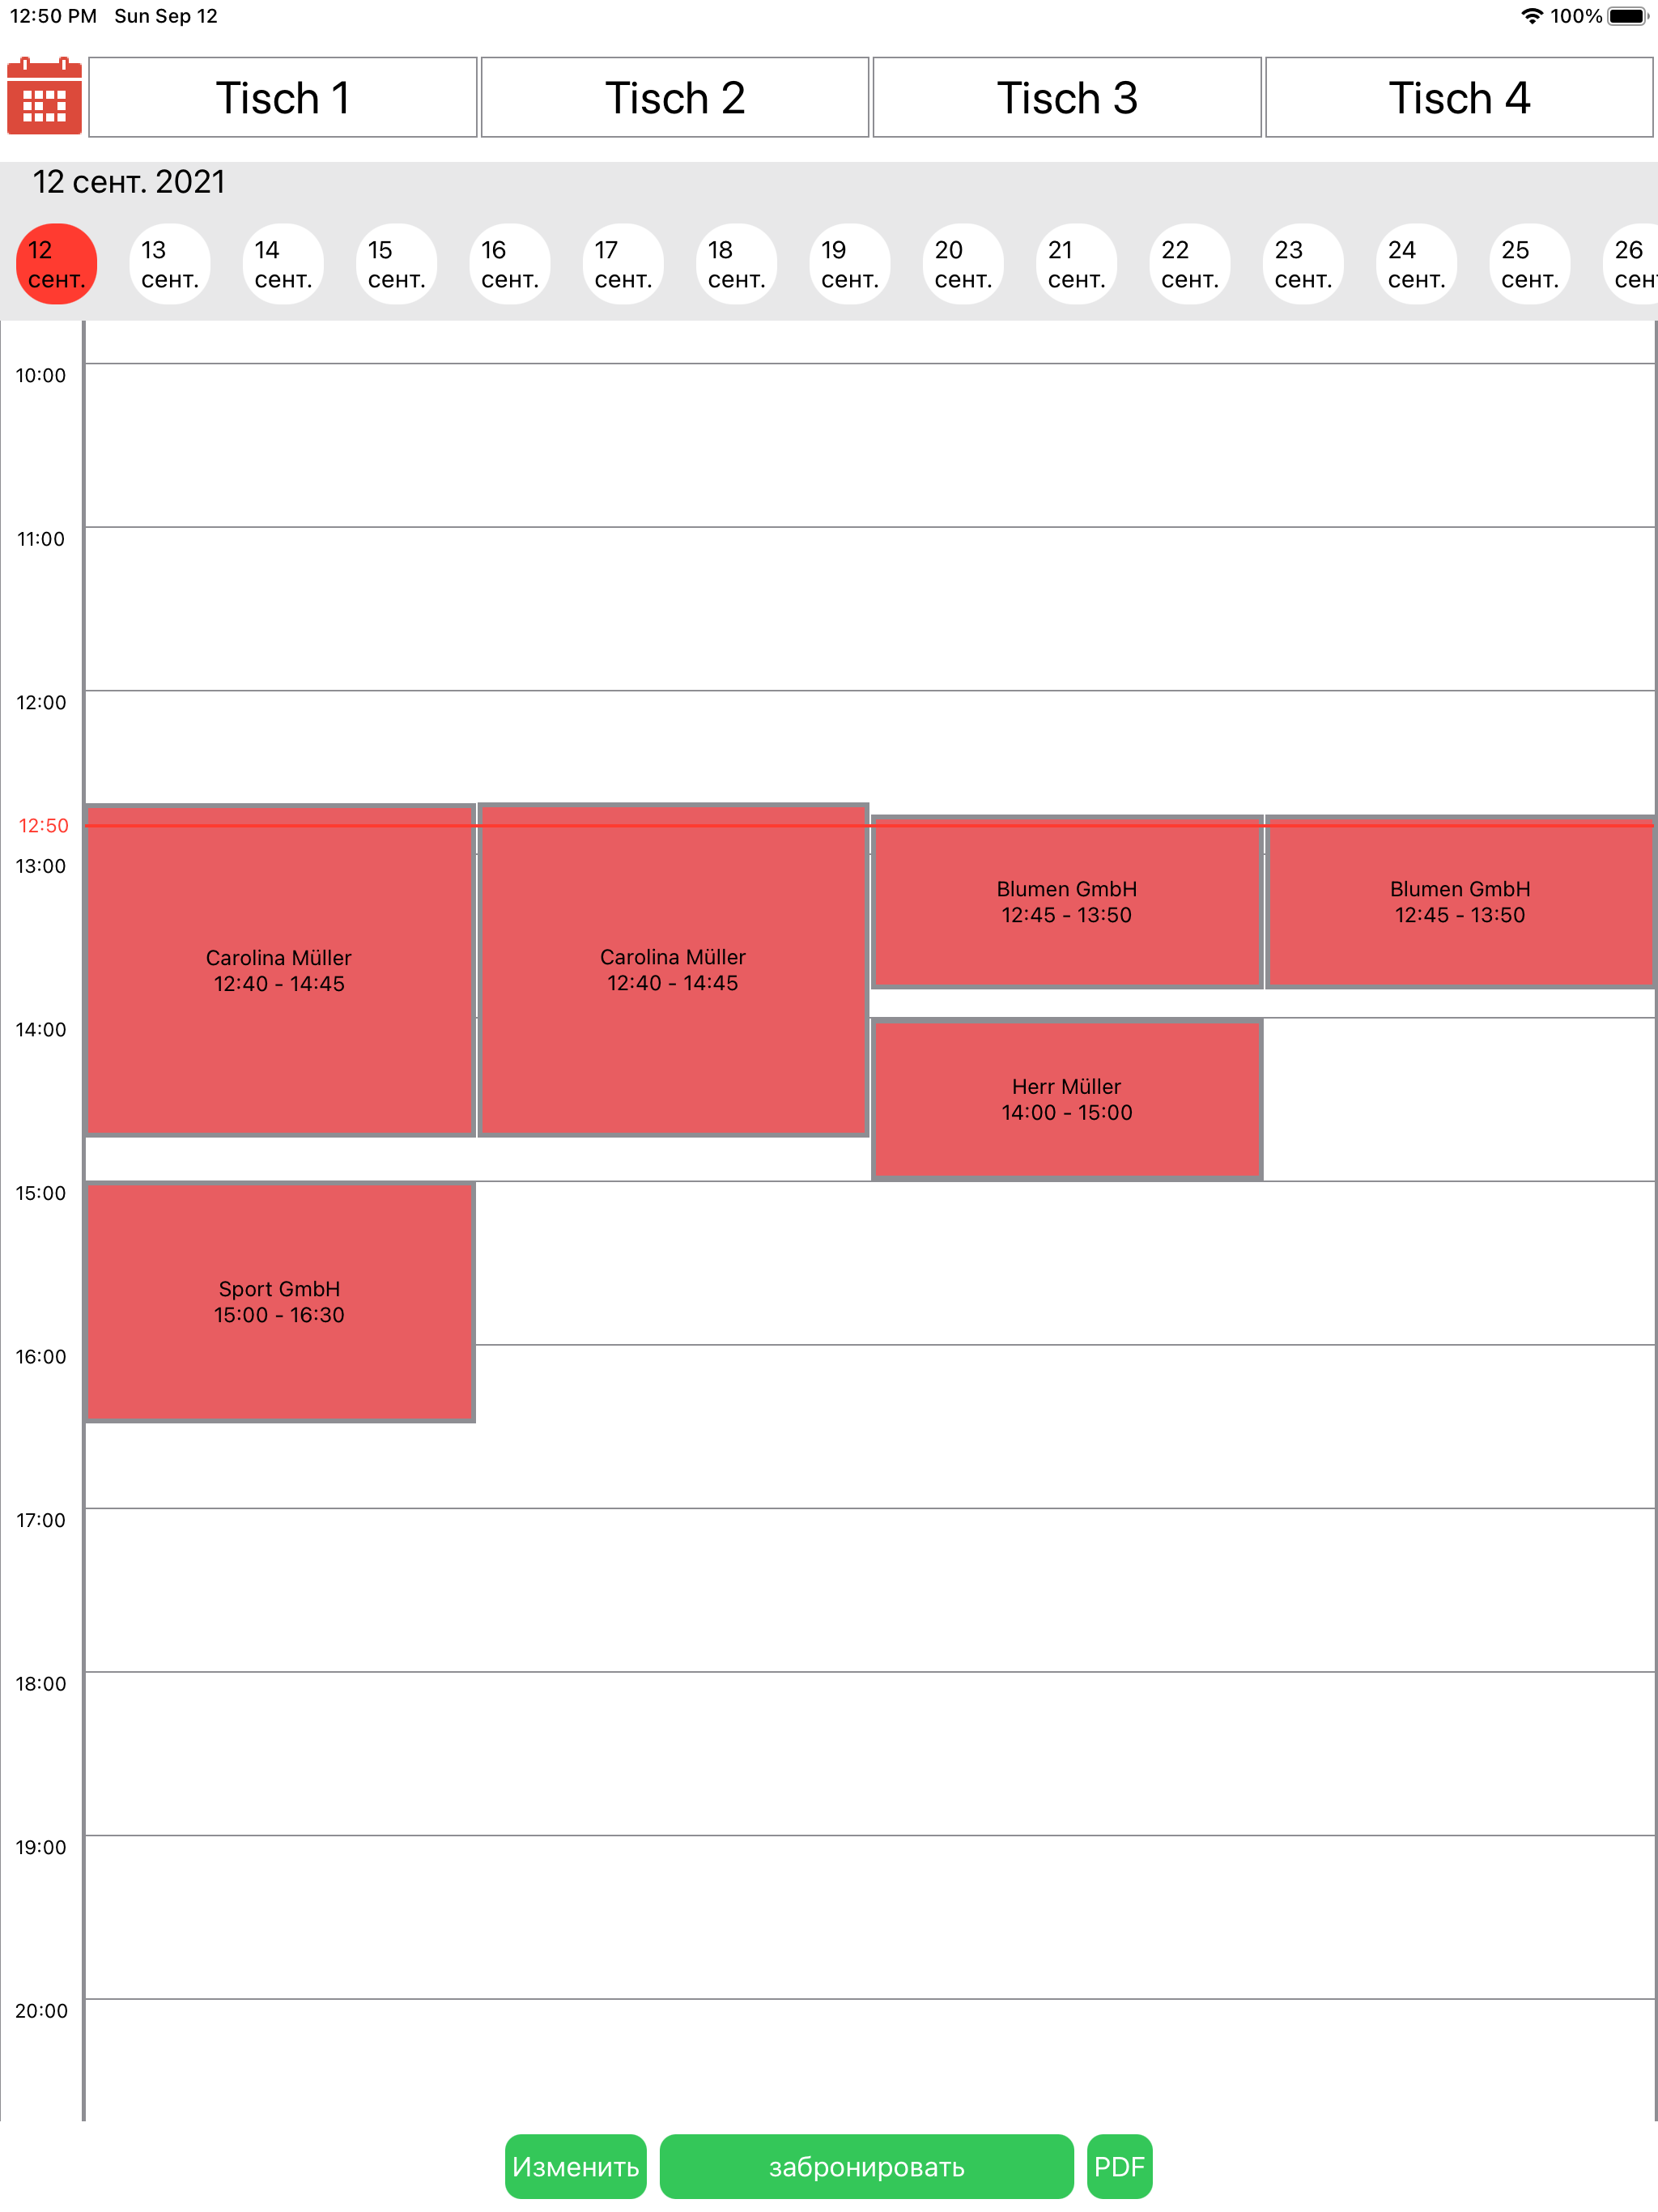 12:50 PM Sun Sep 12 100%
Tisch 1 Tisch 2 Tisch 3 Tisch 4
12 сент. 2021
12 13 14 15 16 17 18 19 20 21 22 23 24 25 26
сент. сент. сент. сент. сент. сент. сент. сент. сент. сент. сент. сент. сент. сент. сен
10:00
11:00
12:00
12:50
13:00
Blumen GmbH
12:45 - 13:50
Blumen GmbH
12:45 - 13:50
Carolina Müller
12:40 - 14:45
Carolina Müller
12:40 - 14:45
14:00
Herr Müller
14:00 - 15:00
15:00
Sport GmbH
15:00 - 16:30
16:00
17:00
18:00
19:00
20:00
Изменить забронировать PDF